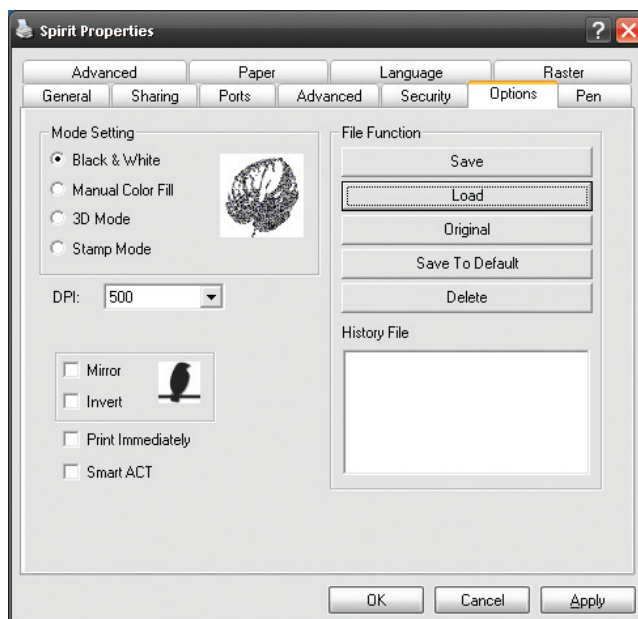 Spirit Properties
Advanced Paper Language Raster
General Sharing Ports Advanced Security Options Pen
Mode Setting
Black & White
Manual Color Fill
3D Mode
Stamp Mode
DPI: 500
Mirror
Invert
Print Immediately
Smart ACT
File Function
Save
Load
Original
Save To Default
Delete
History File
OK Cancel Apply